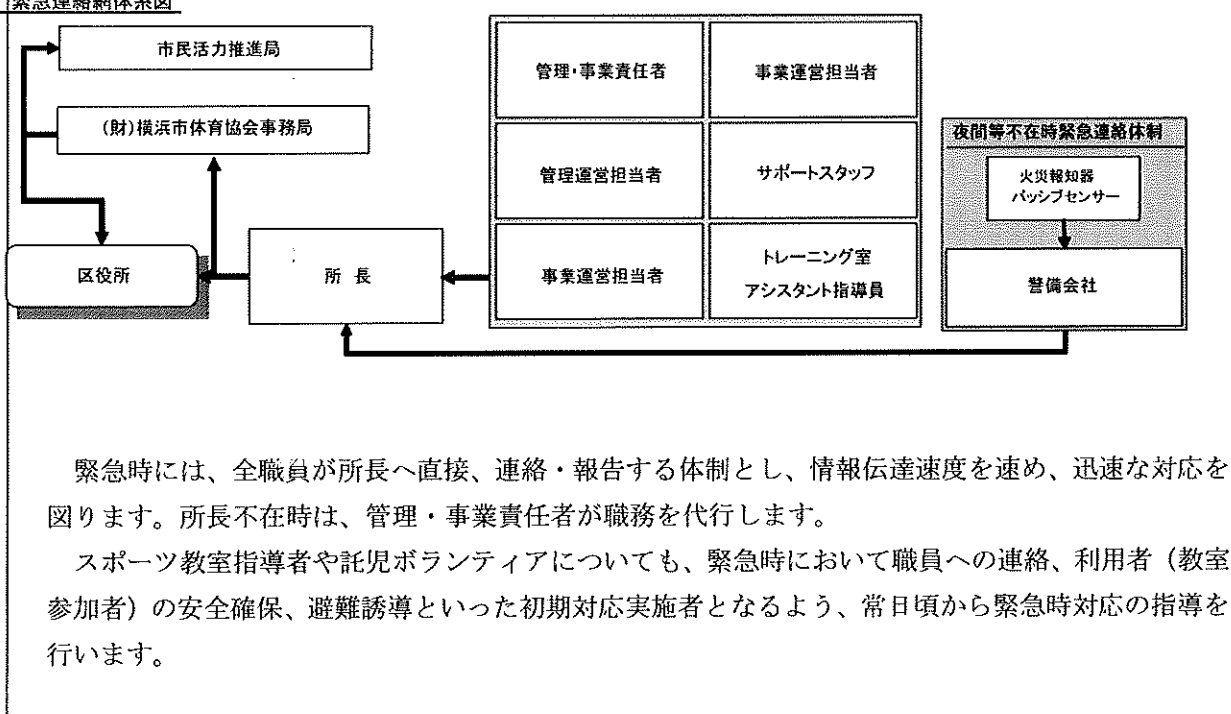 緊急連絡網体系図
市民活力推進局
(財)横浜市体育協会事務局
区役所
所 長
管理・事業責任者
事業運営担当者
管理運営担当者
サポートスタッフ
事業運営担当者
トレーニング室
アシスタント指導員
夜間等不在時緊急連絡体制
火災報知器
パッシブセンサー
警備会社
緊急時には、全職員が所長へ直接、連絡・報告する体制とし、情報伝達速度を速め、迅速な対応を
図ります。所長不在時は、管理・事業責任者が職務を代行します。
スポーツ教室指導者や託児ボランティアについても、緊急時において職員への連絡、利用者（教室
参加者）の安全確保、避難誘導といった初期対応実施者となるよう、常日頃から緊急時対応の指導を
行います。